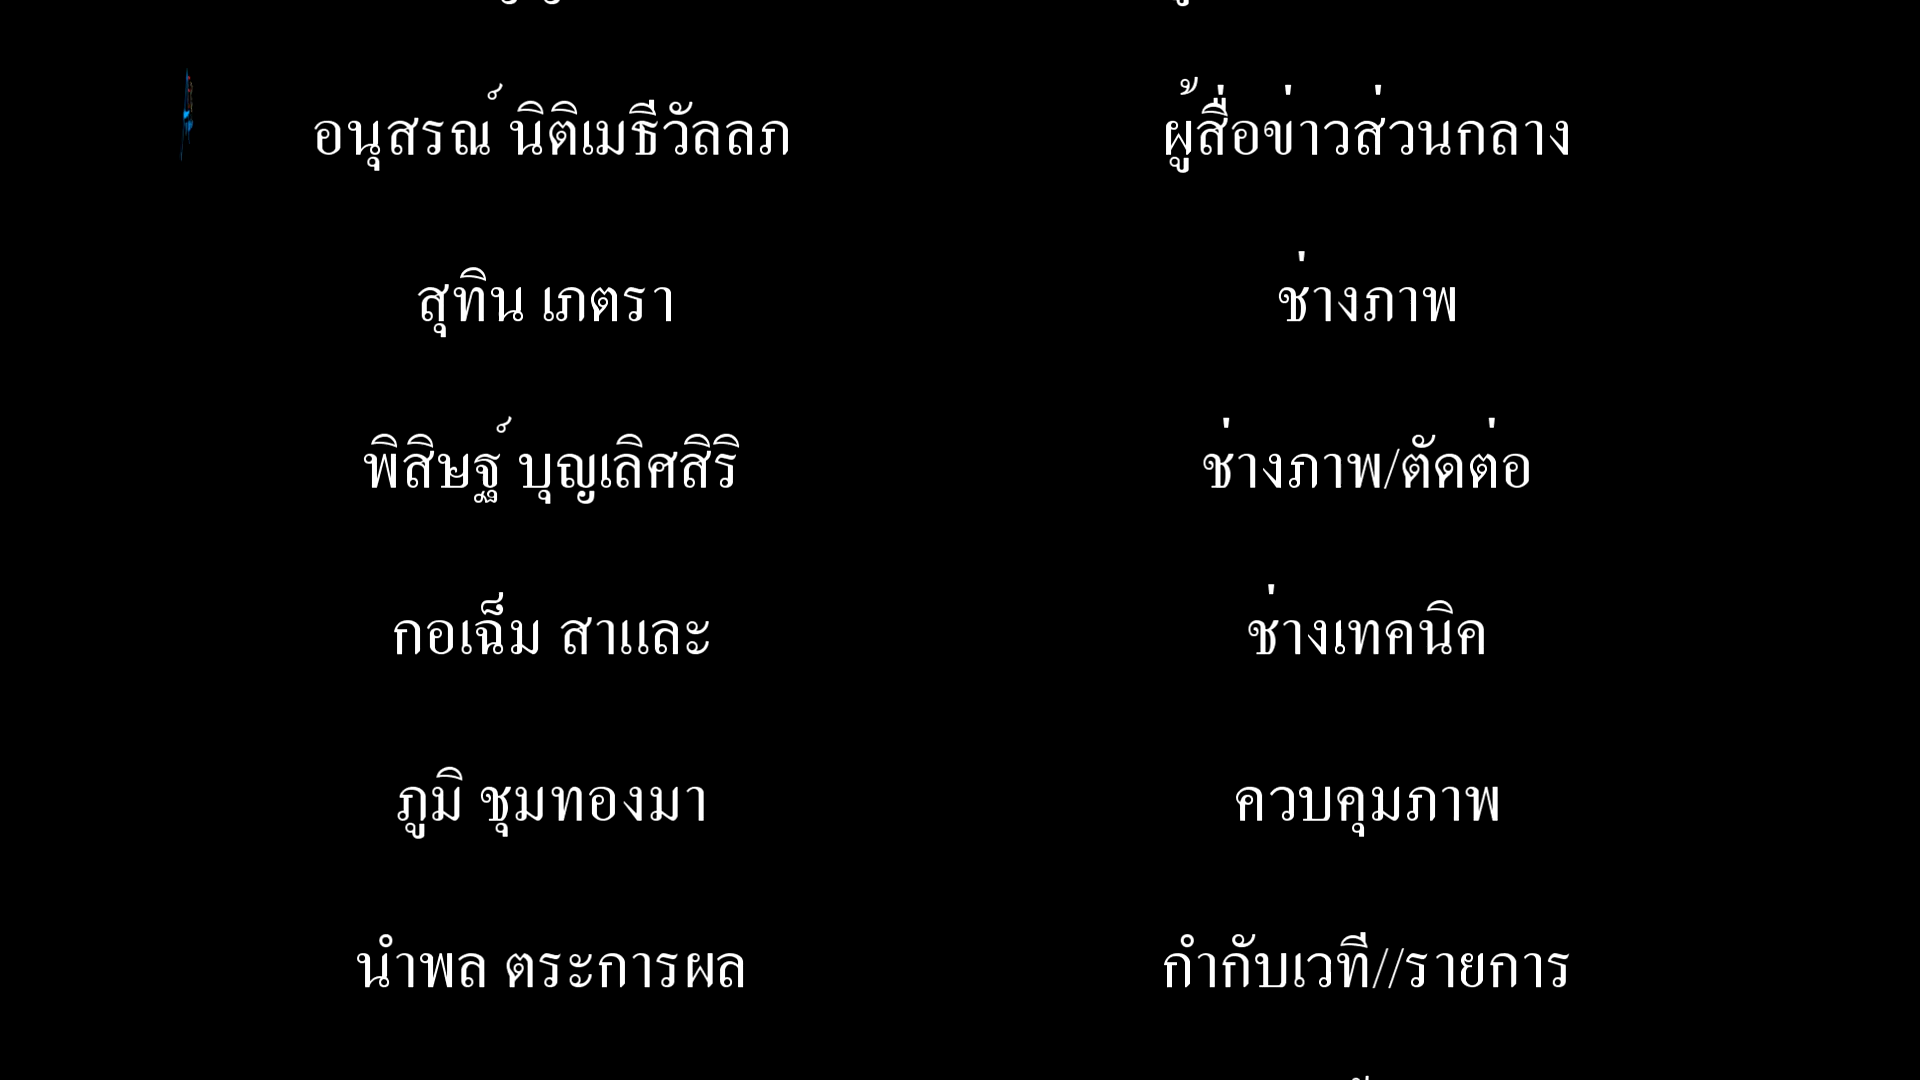 อนุสรณ์ นิติเมธีวัลลภ ผู้สื่อข่าวส่วนกลาง
สุทิน เภตรา ช่างภาพ
พิสิษฐ์ บุญเลิศสิริ ช่างภาพ/ตัดต่อ
กอเฉ็ม สาและ ช่างเทคนิค
ภูมิ ชุมทองมา ควบคุมภาพ
นำพล ตระการผล กำกับเวที//รายการ